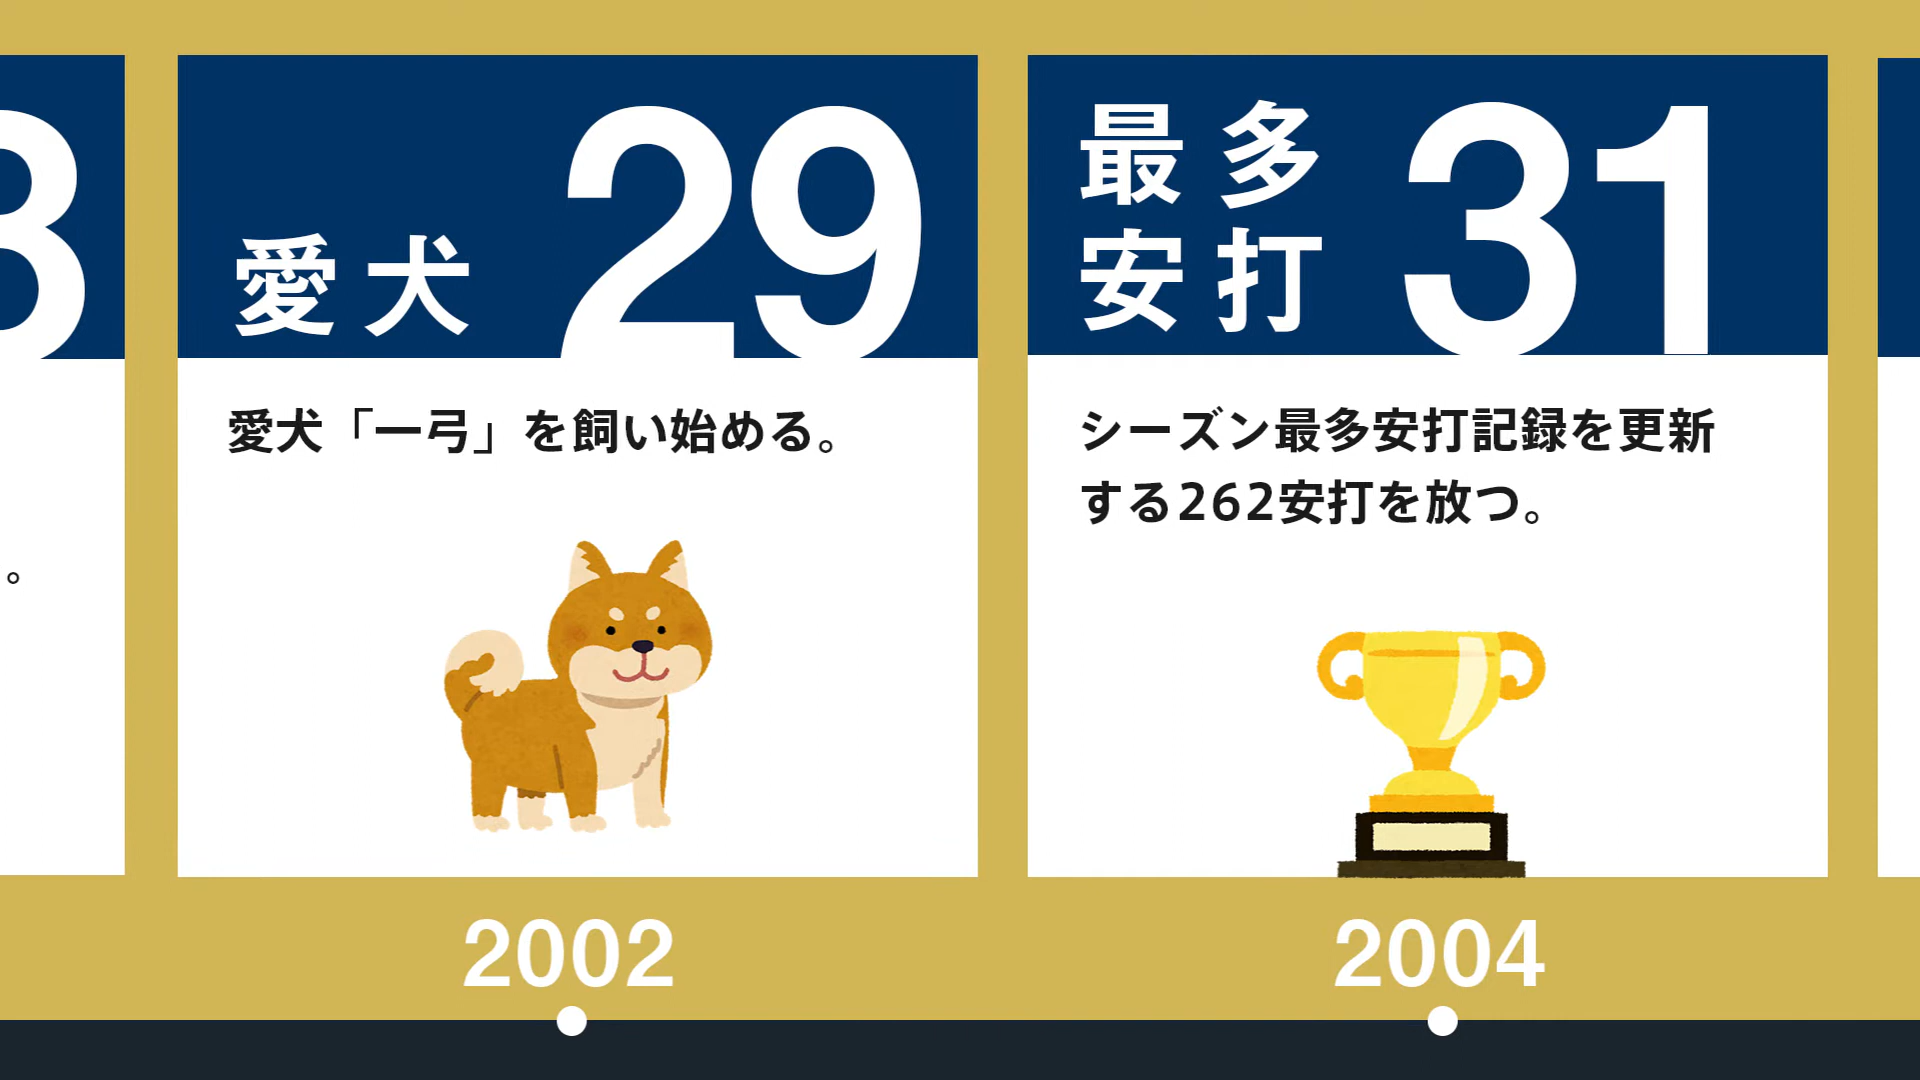 愛犬
29
愛犬「一弓」を飼い始める。
2002
最多
安打
31
シーズン最多安打記録を更新
する262安打を放つ。
2004
。